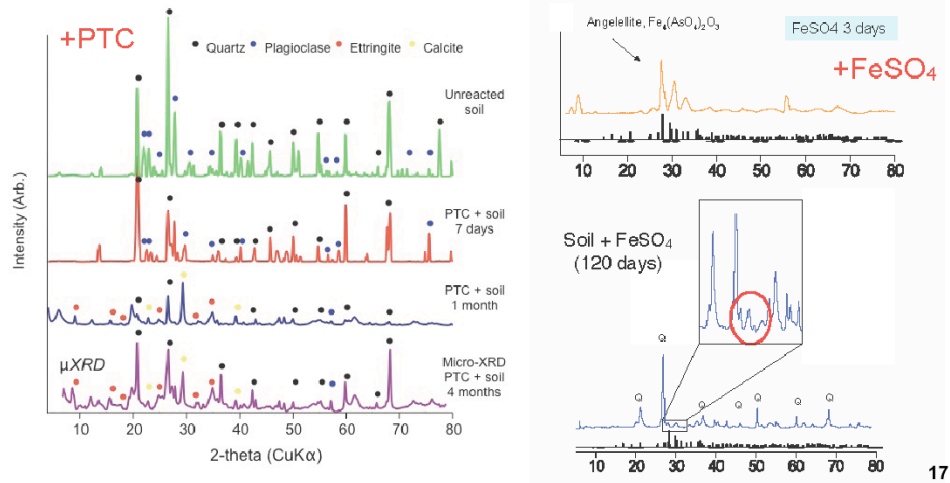 +PTC
Quartz Plagioclase Ettringite Calcite
Unreacted
soil
PTC + soil
7 days
PTC + soil
1 month
μXRD
Micro-XRD
PTC + soil
4 months
Intensity (Arb.)
10 20 30 40 50 60 70 80
2-theta (CuKα)
Angelellite, Fe₄(AsO₄)₂O₃
FeSO4 3 days
+FeSO₄
10 20 30 40 50 60 70 80
Soil + FeSO₄
(120 days)
Q
Q Q Q Q Q Q
10 20 30 40 50 60 70 80
17